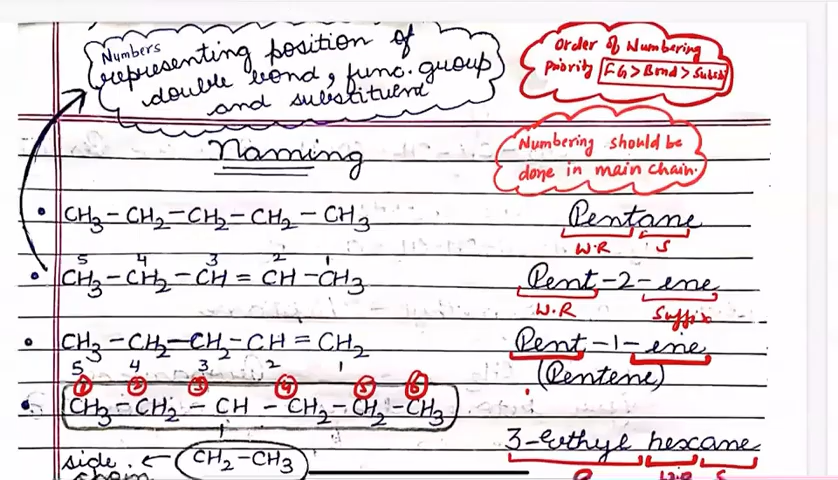 Numbers
representing position of
double bond, func. group
and substituent
Order of Numbering
priority FG > Bond > Subst
Numbering should be
done in main chain.
Naming
• CH3 - CH2 - CH2 - CH2 - CH3 Pentane
W.R S
5 4 3 2 1
• CH3 - CH2 - CH = CH - CH3 Pent - 2 - ene
W.R Suffix
• CH3 - CH2 - CH2 - CH = CH2 Pent - 1 - ene
5 4 3 2 1 (Pentene)
1 2 3 4 5 6
• CH3 - CH2 - CH - CH2 - CH2 - CH3
3-Eethyl hexcane
side ← CH2 - CH3
chain